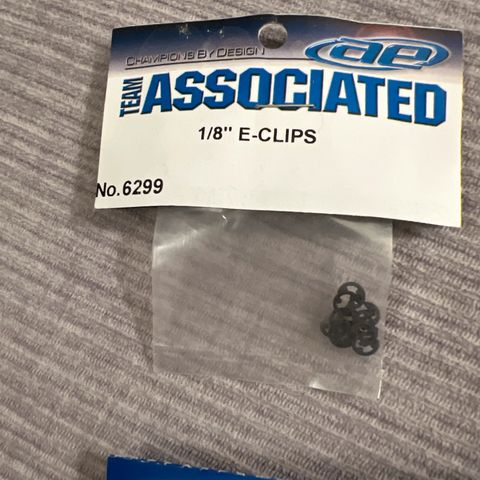 CHAMPIONS BY DESIGN
ae
TEAM
ASSOCIATED
1/8" E-CLIPS
No.6299